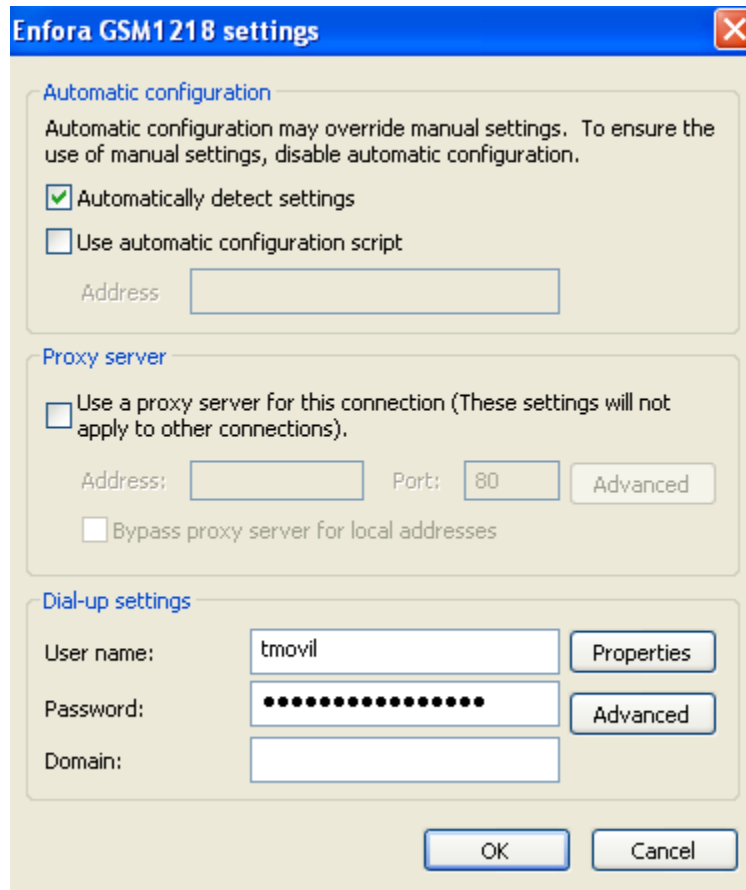 Enfora GSM1218 settings
Automatic configuration
Automatic configuration may override manual settings. To ensure the
use of manual settings, disable automatic configuration.
Automatically detect settings
Use automatic configuration script
Address
Proxy server
Use a proxy server for this connection (These settings will not
apply to other connections).
Address: Port: 80 Advanced
Bypass proxy server for local addresses
Dial-up settings
User name: tmovil Properties
Password: •••••••••••••••• Advanced
Domain:
OK Cancel